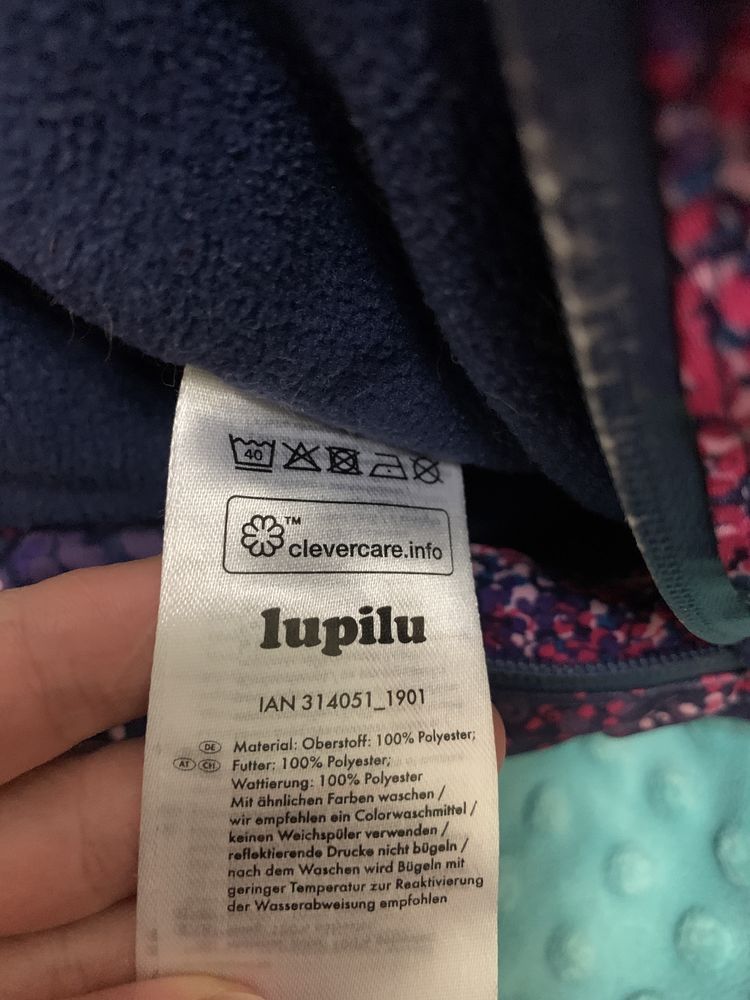 40
™
clevercare.info
lupilu
IAN 314051_1901
DE Material: Oberstoff: 100% Polyester;
AT CH Futter: 100% Polyester;
Wattierung: 100% Polyester
Mit ähnlichen Farben waschen /
wir empfehlen ein Colorwaschmittel /
keinen Weichspüler verwenden /
reflektierende Drucke nicht bügeln /
nach dem Waschen wird Bügeln mit
geringer Temperatur zur Reaktivierung
der Wasserabweisung empfohlen